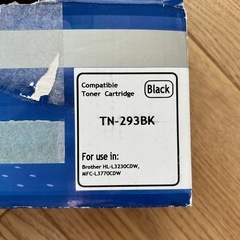 Compatible
Toner Cartridge
Black
TN-293BK
For use in:
Brother HL-L3230CDW,
MFC-L3770CDW